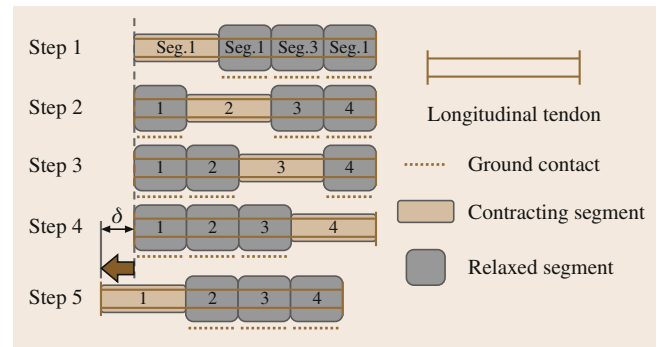 Step 1
Seg.1 Seg.1 Seg.3 Seg.1
Step 2
1 2 3 4
Step 3
1 2 3 4
Step 4
δ
1 2 3 4
Step 5
1 2 3 4
Longitudinal tendon
Ground contact
Contracting segment
Relaxed segment